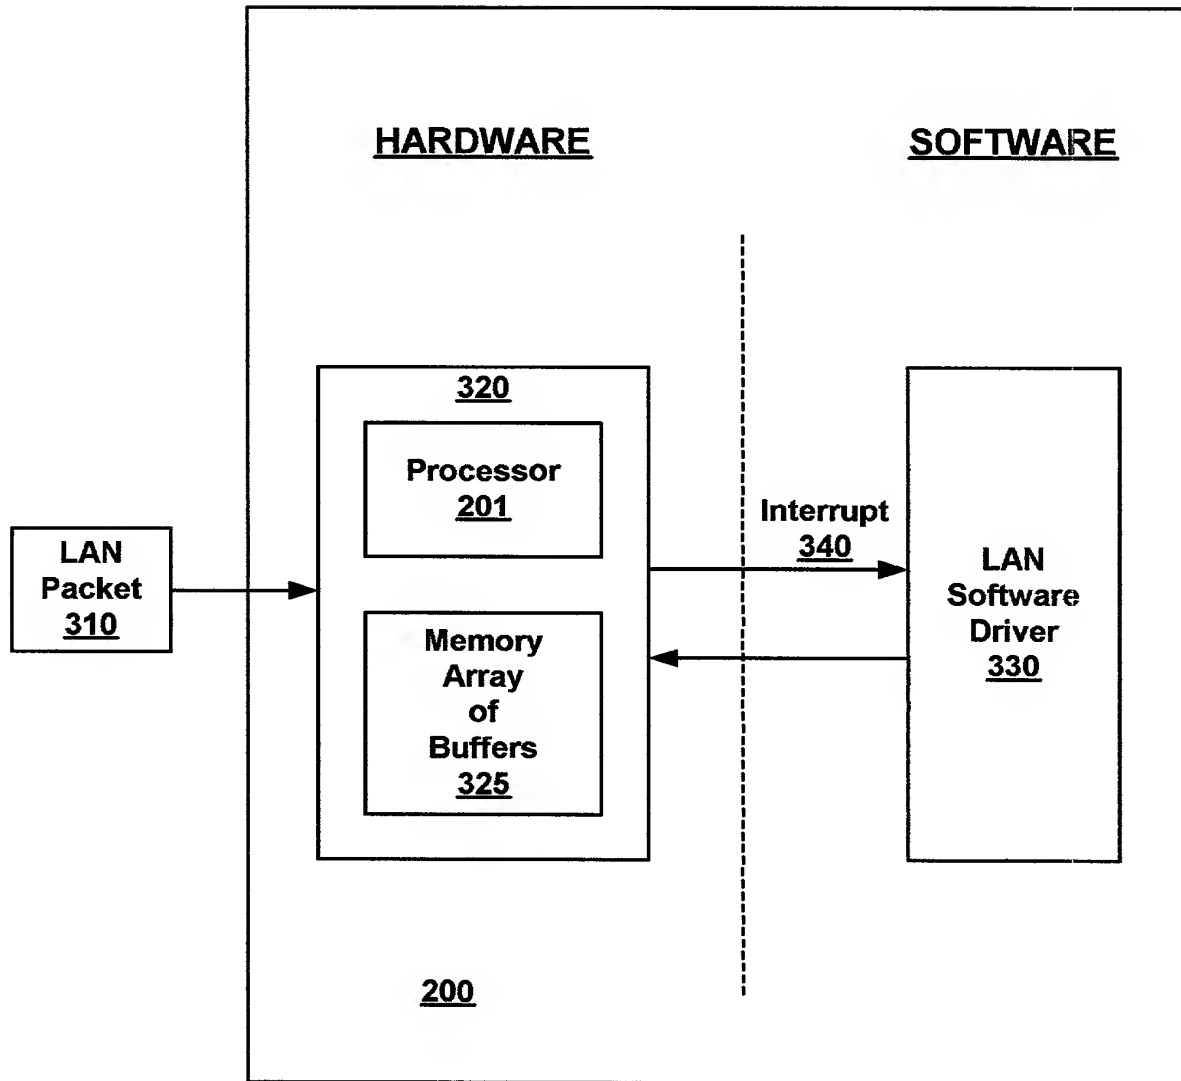 HARDWARE
SOFTWARE
320
Processor
201
Interrupt
340
LAN
Packet
310
LAN
Software
Driver
330
Memory
Array
of
Buffers
325
200